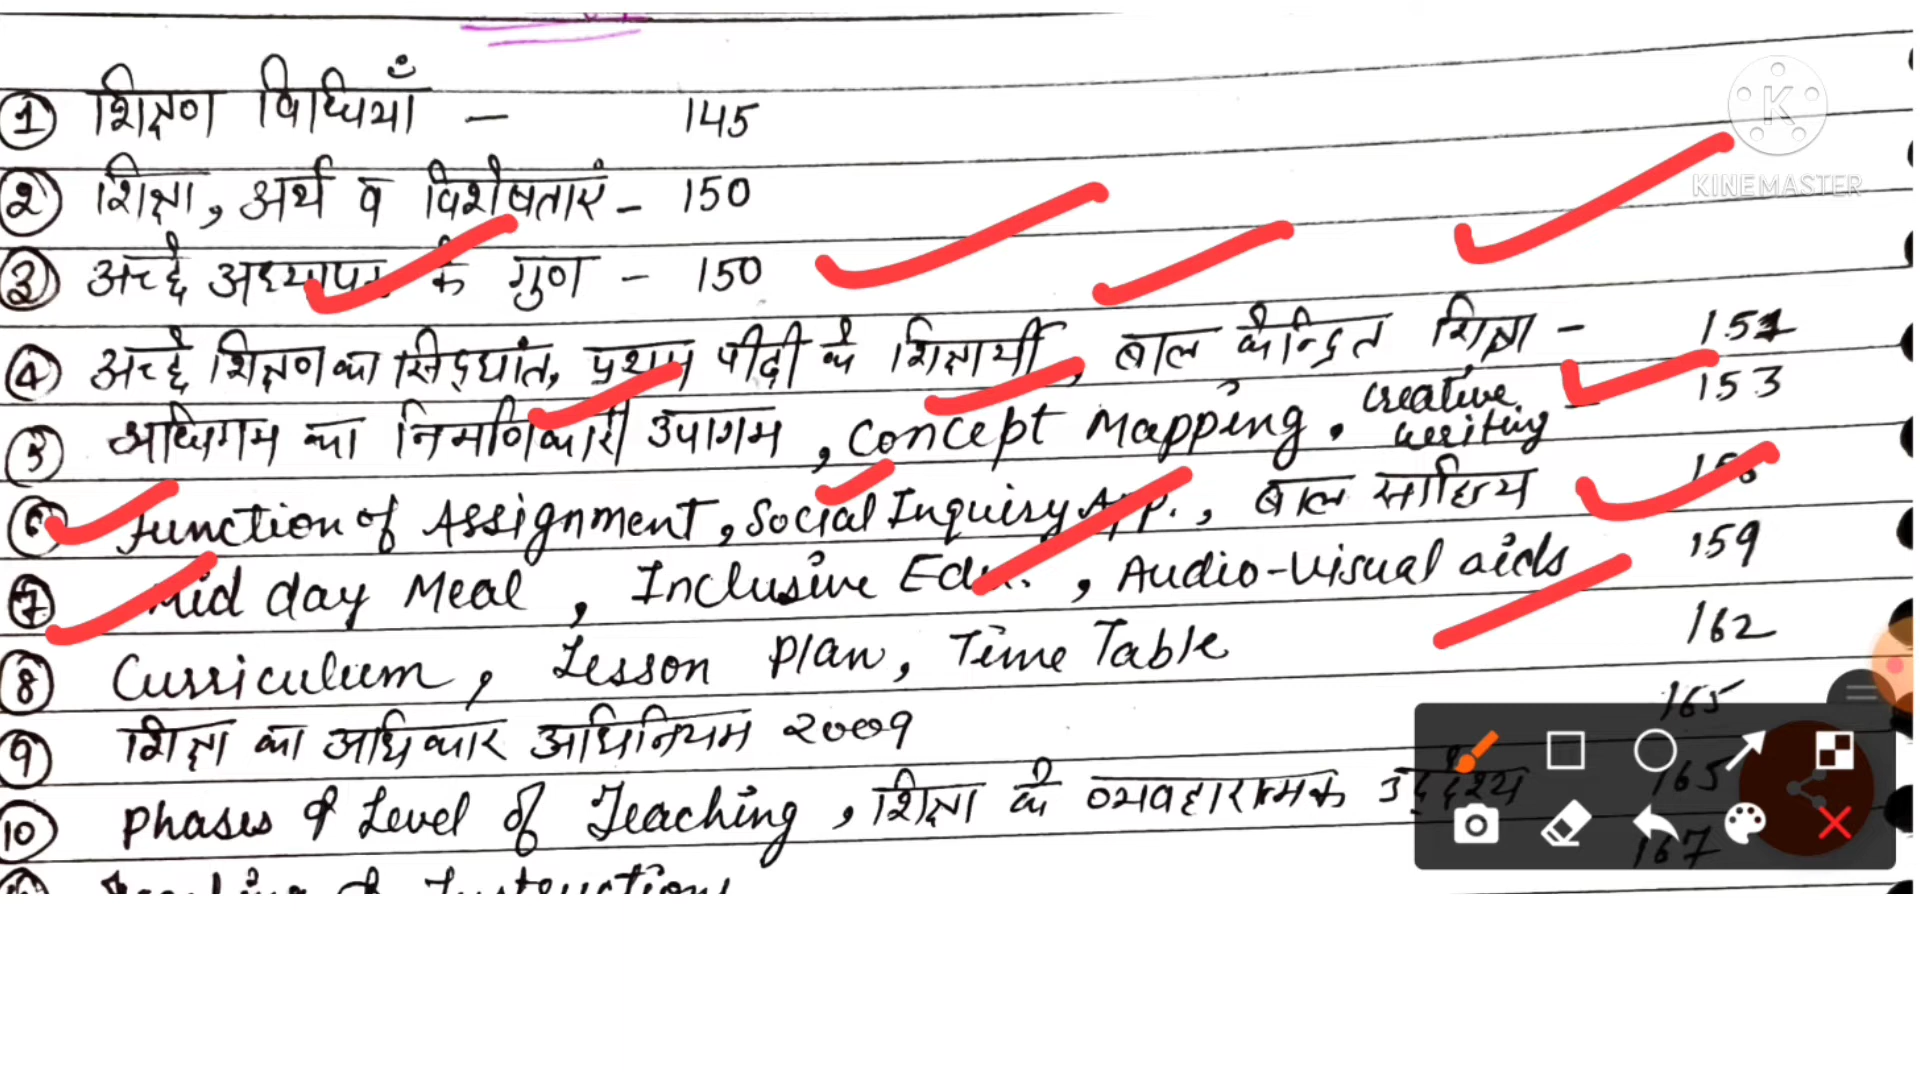 ① शिक्षण विधियाँ – 145
② शिक्षा, अर्थ व विशेषताएं – 150
③ अच्छे अध्यापक के गुण – 150
④ अच्छे शिक्षण का सिद्धांत, प्रथम पीढ़ी के शिक्षार्थी, बाल केन्द्रित शिक्षा – 151
⑤ अधिगम का निर्माणकारी उपागम, Concept Mapping, creative writing 153
⑥ Function of Assignment, Social Inquiry App., बाल साहित्य
⑦ Mid day Meal, Inclusive Edu., Audio-visual aids 159
⑧ Curriculum, Lesson Plan, Time Table 162
⑨ शिक्षा का अधिकार अधिनियम २००९ 165
⑩ Phases & Level of Teaching, शिक्षा के व्यवहारात्मक उद्देश्य 165
167
KINEMASTER